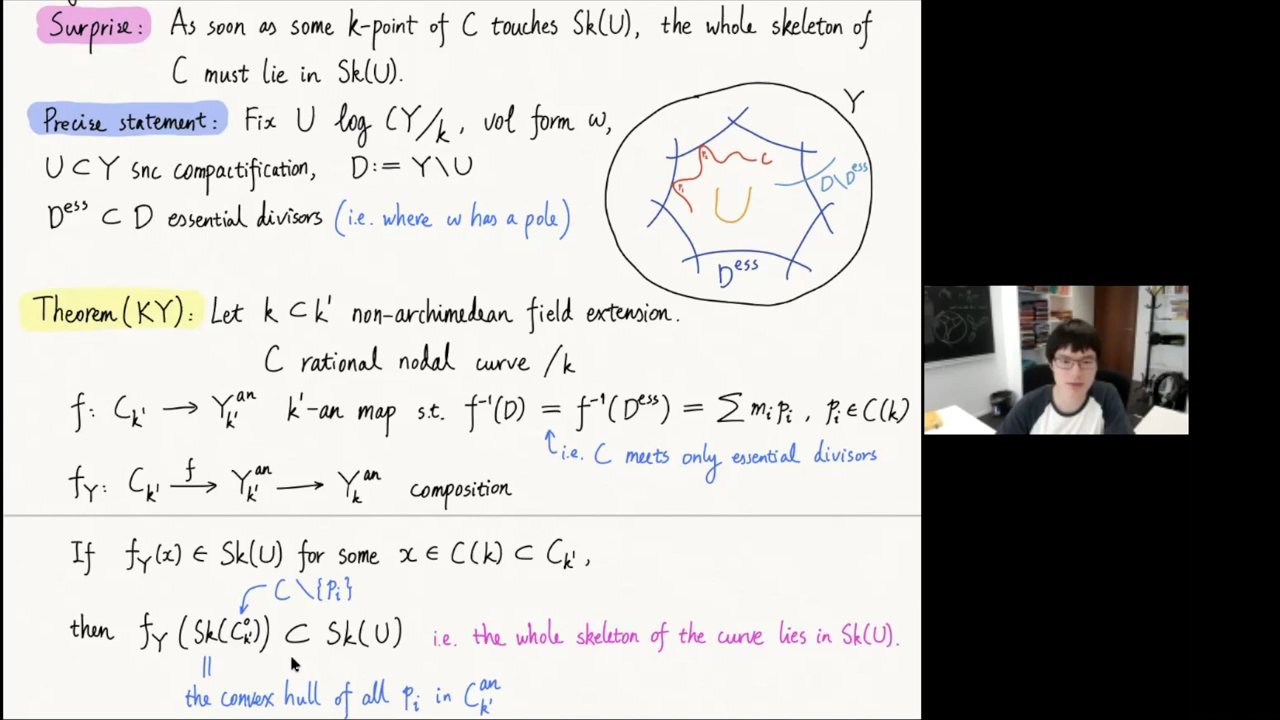 Surprise: As soon as some k-point of C touches Sk(U), the whole skeleton of
C must lie in Sk(U).
Precise statement: Fix U log CY/k, vol form ω,
U ⊂ Y snc compactification, D := Y\U
D^ess ⊂ D essential divisors (i.e. where ω has a pole)
Y
C
P₁
P₂
D\D^ess
U
D^ess
Theorem (KY): Let k ⊂ k' non-archimedean field extension.
C rational nodal curve /k
f: C_k' → Y_k'^an k'-an map s.t. f⁻¹(D) = f⁻¹(D^ess) = Σ m_i p_i, p_i ∈ C(k)
i.e. C meets only essential divisors
f_Y: C_k' →^f Y_k'^an → Y_k^an composition
If f_Y(x) ∈ Sk(U) for some x ∈ C(k) ⊂ C_k',
C \ {p_i}
then f_Y (Sk(C°_k')) ⊂ Sk(U) i.e. the whole skeleton of the curve lies in Sk(U).
||
the convex hull of all p_i in C_k'^an